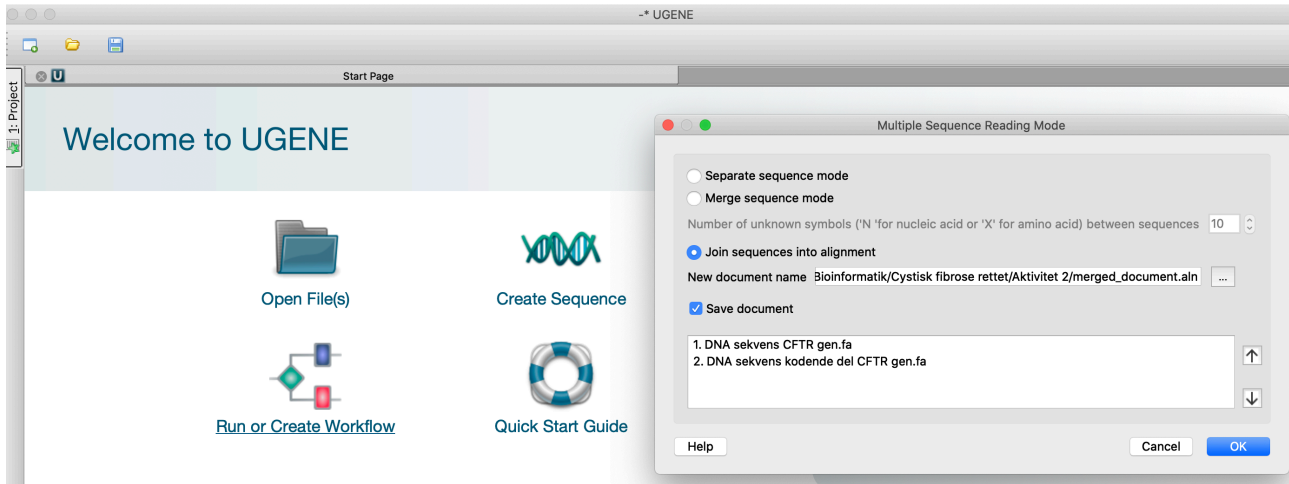 -* UGENE
U
Start Page
1: Project
Welcome to UGENE
Open File(s)
Create Sequence
Run or Create Workflow
Quick Start Guide
Multiple Sequence Reading Mode
Separate sequence mode
Merge sequence mode
Number of unknown symbols ('N 'for nucleic acid or 'X' for amino acid) between sequences 10
Join sequences into alignment
New document name Bioinformatik/Cystisk fibrose rettet/Aktivitet 2/merged_document.aln ...
Save document
1. DNA sekvens CFTR gen.fa
2. DNA sekvens kodende del CFTR gen.fa
Help Cancel OK